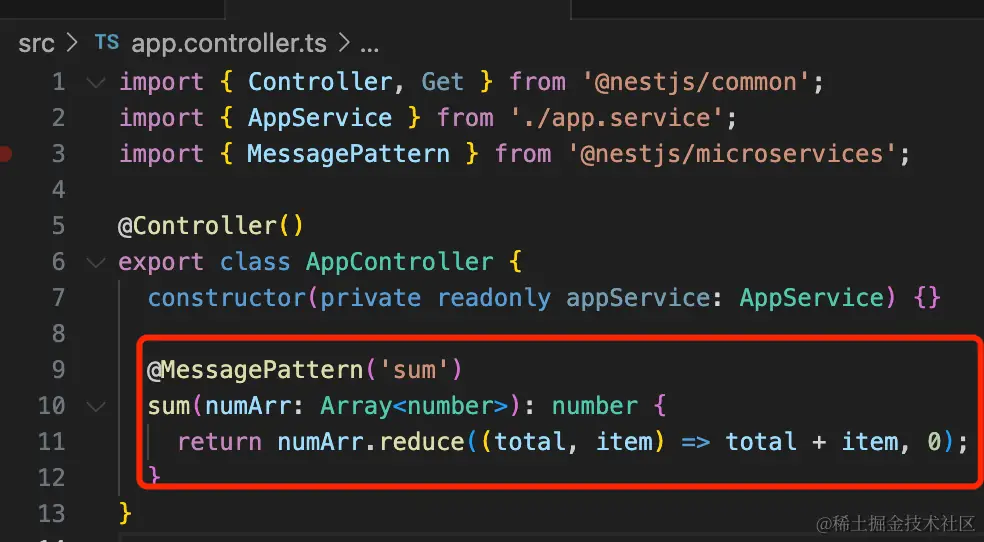 src > TS app.controller.ts > ...
1 import { Controller, Get } from '@nestjs/common';
2 import { AppService } from './app.service';
3 import { MessagePattern } from '@nestjs/microservices';
4
5 @Controller()
6 export class AppController {
7 constructor(private readonly appService: AppService) {}
8
9 @MessagePattern('sum')
10 sum(numArr: Array<number>): number {
11 return numArr.reduce((total, item) => total + item, 0);
12 }
13 }
@稀土掘金技术社区